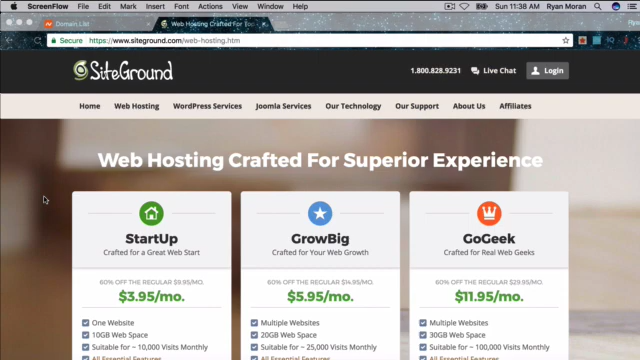 ScreenFlow File Edit Mark Insert Font Actions View Window Help Sun 11:38 AM Ryan Moran
Domain List
Web Hosting Crafted For Eco
Secure https://www.siteground.com/web-hosting.htm
SiteGround
1.800.828.9231 Live Chat Login
Home Web Hosting WordPress Services Joomla Services Our Technology Our Support About Us Affiliates
Web Hosting Crafted For Superior Experience
StartUp
Crafted for a Great Web Start
60% OFF THE REGULAR $9.95/MO.
$3.95/mo.
One Website
10GB Web Space
Suitable for ~ 10,000 Visits Monthly
All Essential Features
GrowBig
Crafted for Your Web Growth
60% OFF THE REGULAR $14.95/MO.
$5.95/mo.
Multiple Websites
20GB Web Space
Suitable for ~ 25,000 Visits Monthly
All Essential Features
GoGeek
Crafted for Real Web Geeks
60% OFF THE REGULAR $29.95/MO.
$11.95/mo.
Multiple Websites
30GB Web Space
Suitable for ~ 100,000 Visits Monthly
All Essential Features